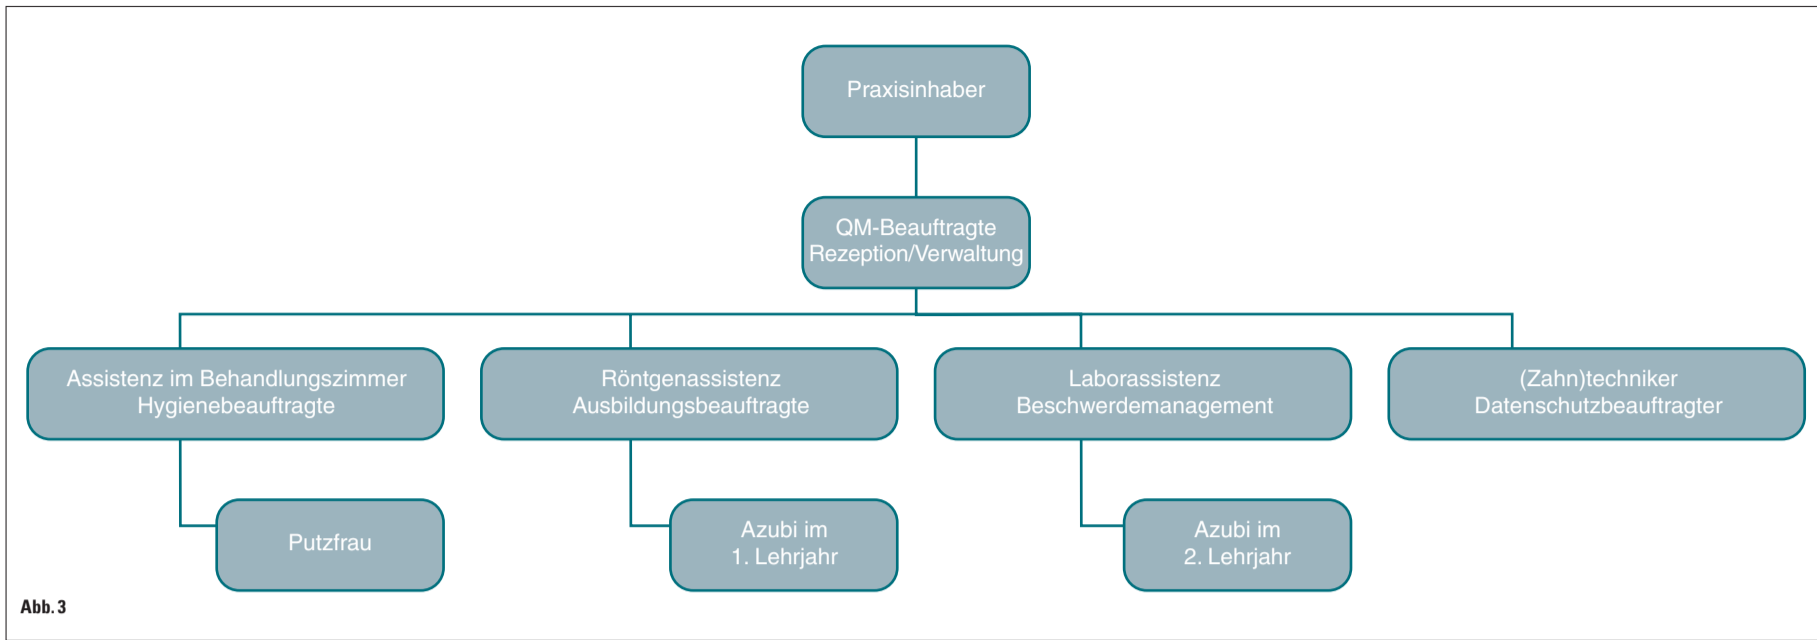 Praxisinhaber
QM-Beauftragte
Rezeption/Verwaltung
Assistenz im Behandlungszimmer
Hygienebeauftragte
Röntgenassistenz
Ausbildungsbeauftragte
Laborassistenz
Beschwerdemanagement
(Zahn)techniker
Datenschutzbeauftragter
Putzfrau
Azubi im
1. Lehrjahr
Azubi im
2. Lehrjahr
Abb. 3